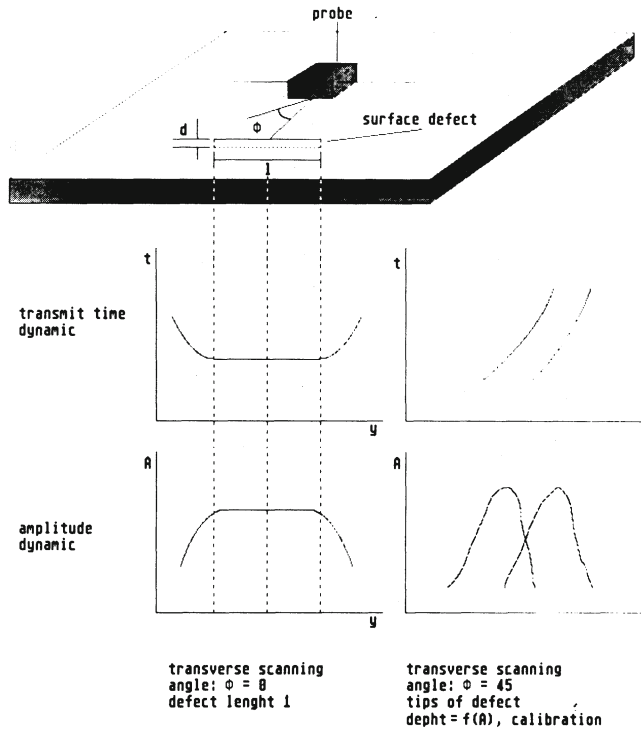 probe
Φ
surface defect
d
l
t
t
transmit time
dynamic
y
A
A
amplitude
dynamic
y
transverse scanning
angle: Φ = 0
defect lenght l
transverse scanning
angle: Φ = 45
tips of defect
depht = f(A), calibration